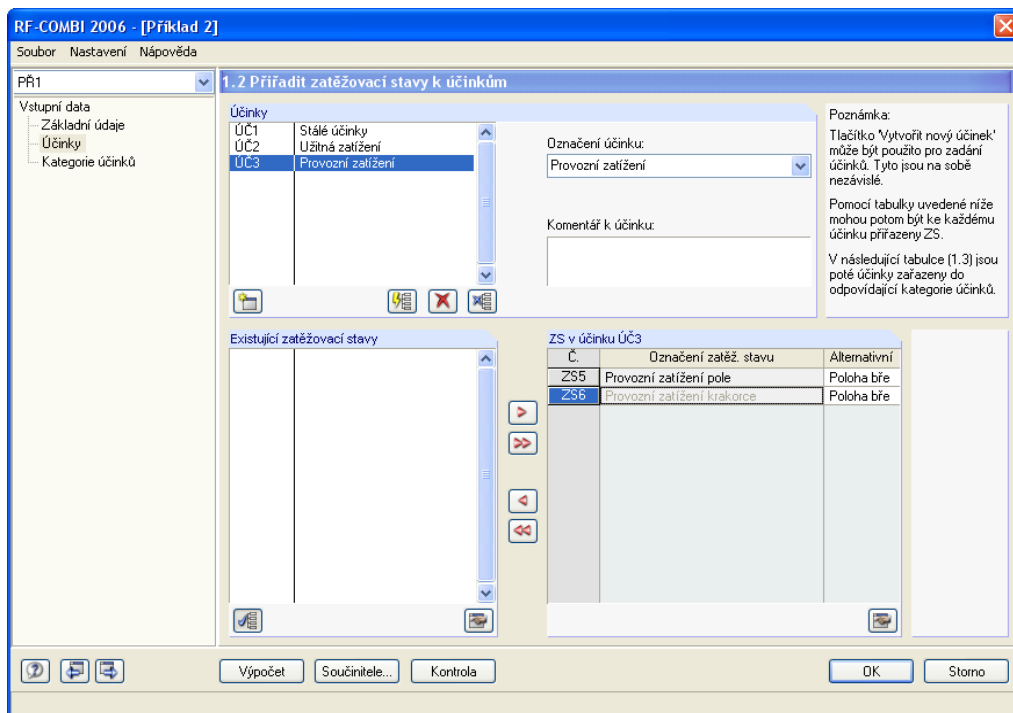 RF-COMBI 2006 - [Příklad 2]
Soubor Nastavení Nápověda
PŘ1
1.2 Přiřadit zatěžovací stavy k účinkům
Vstupní data
Základní údaje
Účinky
Kategorie účinků
Účinky
ÚČ1 Stálé účinky
ÚČ2 Užitná zatížení
ÚČ3 Provozní zatížení
Označení účinku:
Provozní zatížení
Komentář k účinku:
Poznámka:
Tlačítko 'Vytvořit nový účinek'
může být použito pro zadání
účinků. Tyto jsou na sobě
nezávislé.
Pomocí tabulky uvedené níže
mohou potom být ke každému
účinku přiřazeny ZS.
V následující tabulce (1.3) jsou
poté účinky zařazeny do
odpovídající kategorie účinků.
Existující zatěžovací stavy
ZS v účinku ÚČ3
Č. Označení zatěž. stavu Alternativní
ZS5 Provozní zatížení pole Poloha bře
ZS6 Provozní zatížení krakorce Poloha bře
Výpočet Součinitele... Kontrola OK Storno